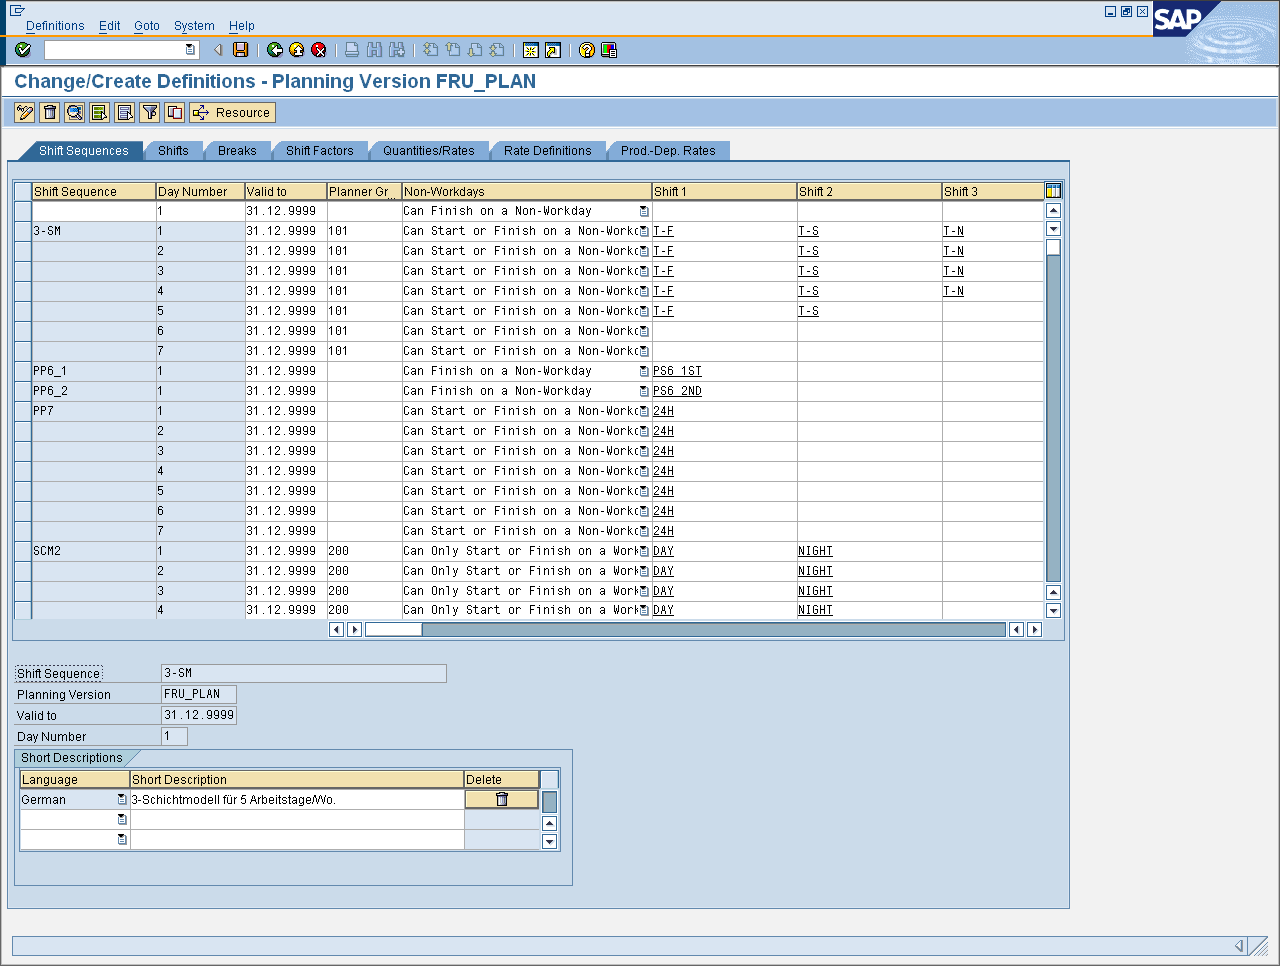 Definitions Edit Goto System Help
SAP
Change/Create Definitions - Planning Version FRU_PLAN
Resource
Shift Sequences Shifts Breaks Shift Factors Quantities/Rates Rate Definitions Prod.-Dep. Rates
Shift Sequence Day Number Valid to Planner Gr... Non-Workdays Shift 1 Shift 2 Shift 3
1 31.12.9999 Can Finish on a Non-Workday
3-SM 1 31.12.9999 101 Can Start or Finish on a Non-Workd T-F T-S T-N
2 31.12.9999 101 Can Start or Finish on a Non-Workd T-F T-S T-N
3 31.12.9999 101 Can Start or Finish on a Non-Workd T-F T-S T-N
4 31.12.9999 101 Can Start or Finish on a Non-Workd T-F T-S T-N
5 31.12.9999 101 Can Start or Finish on a Non-Workd T-F T-S
6 31.12.9999 101 Can Start or Finish on a Non-Workd
7 31.12.9999 101 Can Start or Finish on a Non-Workd
PP6_1 1 31.12.9999 Can Finish on a Non-Workday PS6_1ST
PP6_2 1 31.12.9999 Can Finish on a Non-Workday PS6_2ND
PP7 1 31.12.9999 Can Start or Finish on a Non-Workd 24H
2 31.12.9999 Can Start or Finish on a Non-Workd 24H
3 31.12.9999 Can Start or Finish on a Non-Workd 24H
4 31.12.9999 Can Start or Finish on a Non-Workd 24H
5 31.12.9999 Can Start or Finish on a Non-Workd 24H
6 31.12.9999 Can Start or Finish on a Non-Workd 24H
7 31.12.9999 Can Start or Finish on a Non-Workd 24H
SCM2 1 31.12.9999 200 Can Only Start or Finish on a Work DAY NIGHT
2 31.12.9999 200 Can Only Start or Finish on a Work DAY NIGHT
3 31.12.9999 200 Can Only Start or Finish on a Work DAY NIGHT
4 31.12.9999 200 Can Only Start or Finish on a Work DAY NIGHT
Shift Sequence 3-SM
Planning Version FRU_PLAN
Valid to 31.12.9999
Day Number 1
Short Descriptions
Language Short Description Delete
German 3-Schichtmodell für 5 Arbeitstage/Wo.